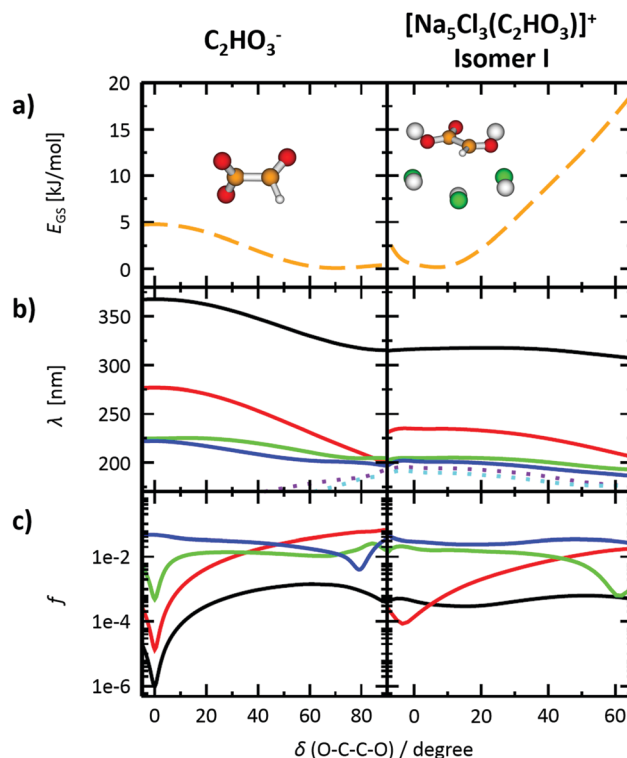 C₂HO₃⁻
[Na₅Cl₃(C₂HO₃)]⁺
Isomer I
a)
20
15
10
5
0
E_GS [kJ/mol]
b)
350
300
250
200
λ [nm]
c)
1e-2
1e-4
1e-6
f
0 20 40 60 80 0 20 40 60
δ (O-C-C-O) / degree